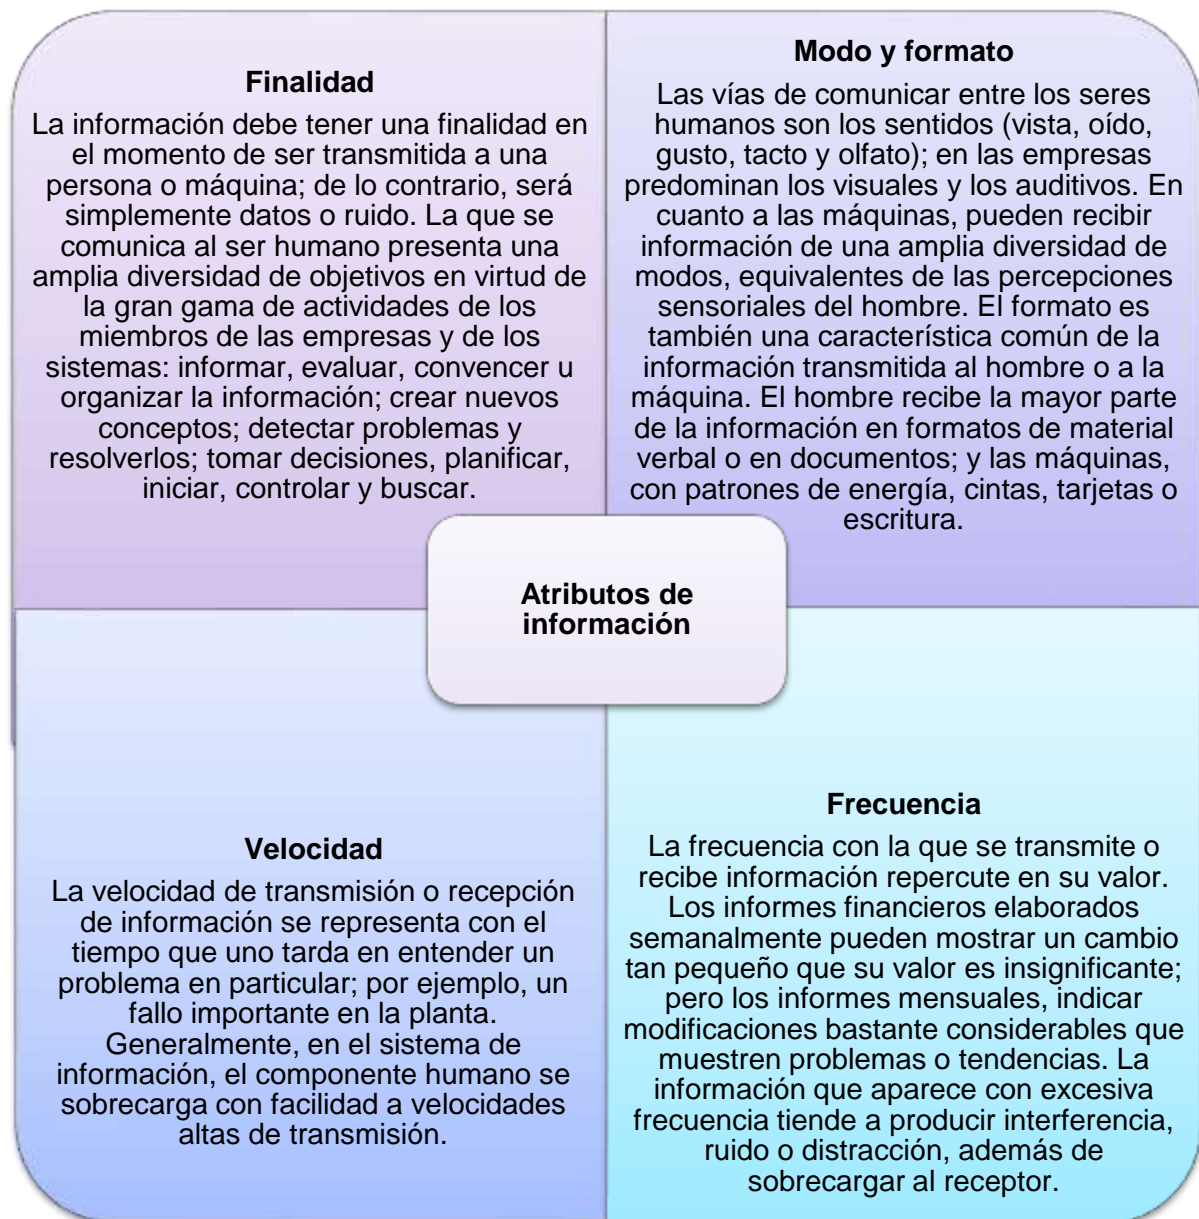 Finalidad
La información debe tener una finalidad en
el momento de ser transmitida a una
persona o máquina; de lo contrario, será
simplemente datos o ruido. La que se
comunica al ser humano presenta una
amplia diversidad de objetivos en virtud de
la gran gama de actividades de los
miembros de las empresas y de los
sistemas: informar, evaluar, convencer u
organizar la información; crear nuevos
conceptos; detectar problemas y
resolverlos; tomar decisiones, planificar,
iniciar, controlar y buscar.
Modo y formato
Las vías de comunicar entre los seres
humanos son los sentidos (vista, oído,
gusto, tacto y olfato); en las empresas
predominan los visuales y los auditivos. En
cuanto a las máquinas, pueden recibir
información de una amplia diversidad de
modos, equivalentes de las percepciones
sensoriales del hombre. El formato es
también una característica común de la
información transmitida al hombre o a la
máquina. El hombre recibe la mayor parte
de la información en formatos de material
verbal o en documentos; y las máquinas,
con patrones de energía, cintas, tarjetas o
escritura.
Atributos de
información
Velocidad
La velocidad de transmisión o recepción
de información se representa con el
tiempo que uno tarda en entender un
problema en particular; por ejemplo, un
fallo importante en la planta.
Generalmente, en el sistema de
información, el componente humano se
sobrecarga con facilidad a velocidades
altas de transmisión.
Frecuencia
La frecuencia con la que se transmite o
recibe información repercute en su valor.
Los informes financieros elaborados
semanalmente pueden mostrar un cambio
tan pequeño que su valor es insignificante;
pero los informes mensuales, indicar
modificaciones bastante considerables que
muestren problemas o tendencias. La
información que aparece con excesiva
frecuencia tiende a producir interferencia,
ruido o distracción, además de
sobrecargar al receptor.